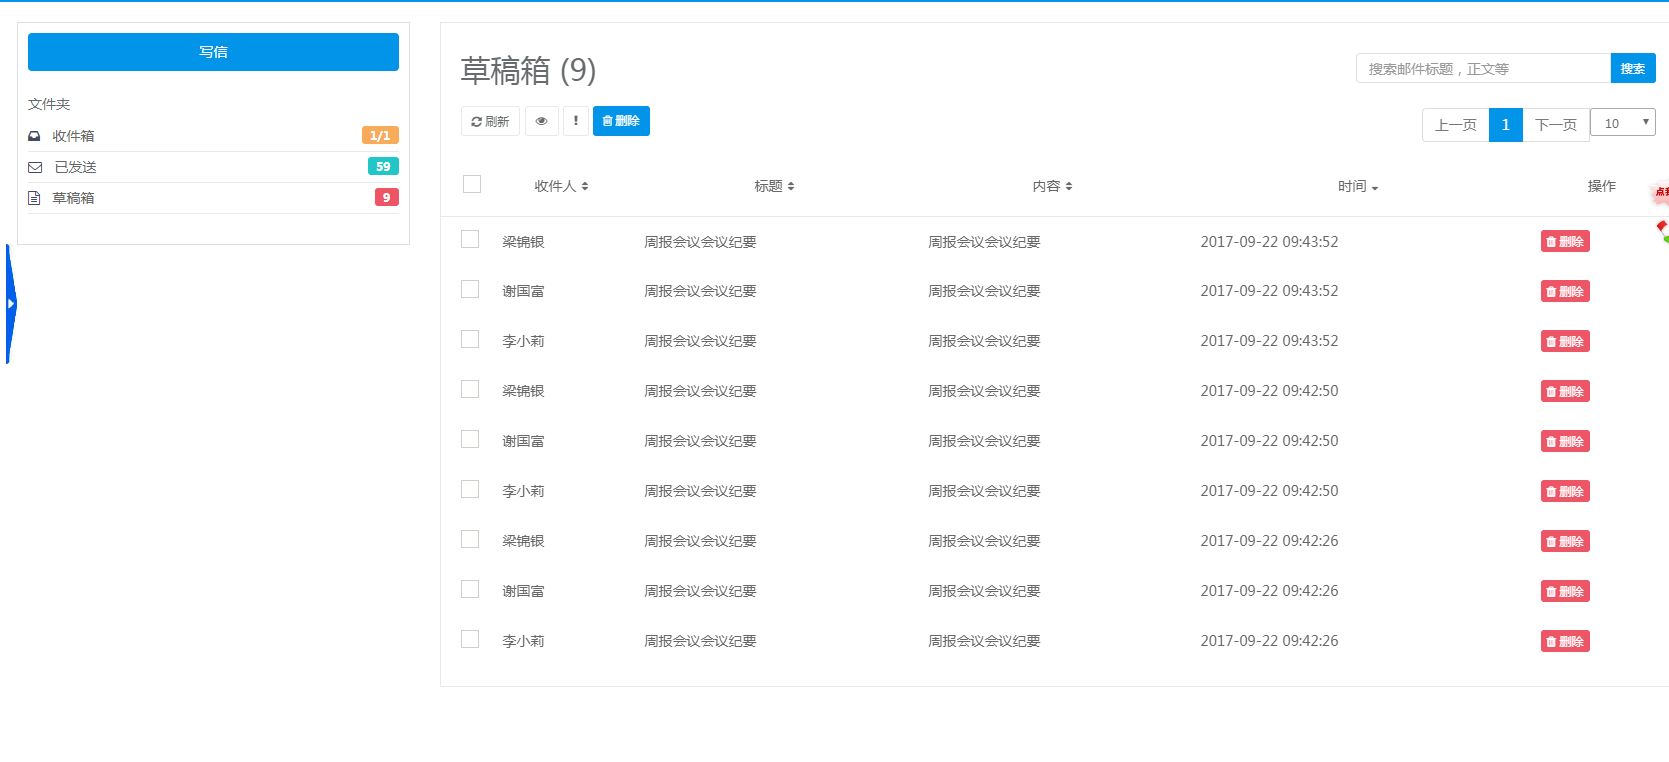 写信
文件夹
收件箱 1/1
已发送 59
草稿箱 9
草稿箱 (9)
搜索邮件标题，正文等 搜索
刷新 删除
上一页 1 下一页 10
收件人 标题 内容 时间 操作
梁锦银 周报会议会议纪要 周报会议会议纪要 2017-09-22 09:43:52 删除
谢国富 周报会议会议纪要 周报会议会议纪要 2017-09-22 09:43:52 删除
李小莉 周报会议会议纪要 周报会议会议纪要 2017-09-22 09:43:52 删除
梁锦银 周报会议会议纪要 周报会议会议纪要 2017-09-22 09:42:50 删除
谢国富 周报会议会议纪要 周报会议会议纪要 2017-09-22 09:42:50 删除
李小莉 周报会议会议纪要 周报会议会议纪要 2017-09-22 09:42:50 删除
梁锦银 周报会议会议纪要 周报会议会议纪要 2017-09-22 09:42:26 删除
谢国富 周报会议会议纪要 周报会议会议纪要 2017-09-22 09:42:26 删除
李小莉 周报会议会议纪要 周报会议会议纪要 2017-09-22 09:42:26 删除